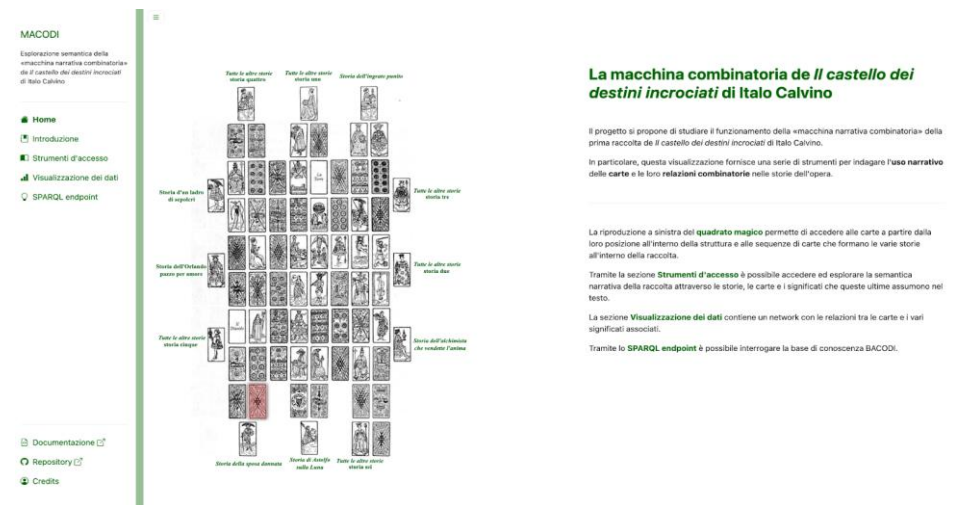 MACODI
Esplorazione semantica della
«macchina narrativa combinatoria»
de Il castello dei destini incrociati
di Italo Calvino
Home
Introduzione
Strumenti d'accesso
Visualizzazione dei dati
SPARQL endpoint
Documentazione
Repository
Credits
Tutte le altre storie
storia quattro
Tutte le altre storie
storia uno
Storia dell'ingrato punito
Storia d'un ladro
di sepolcri
Tutte le altre storie
storia tre
Storia dell'Orlando
pazzo per amore
Tutte le altre storie
storia due
Tutte le altre storie
storia cinque
Storia dell'alchimista
che vendette l'anima
Storia della sposa dannata
Storia di Astolfo
sulla Luna
Tutte le altre storie
storia sei
La macchina combinatoria de Il castello dei
destini incrociati di Italo Calvino
Il progetto si propone di studiare il funzionamento della «macchina narrativa combinatoria» della
prima raccolta de Il castello dei destini incrociati di Italo Calvino.
In particolare, questa visualizzazione fornisce una serie di strumenti per indagare l'uso narrativo
delle carte e le loro relazioni combinatorie nelle storie dell'opera.
La riproduzione a sinistra del quadrato magico permette di accedere alle carte a partire dalla
loro posizione all'interno della struttura e alle sequenze di carte che formano le varie storie
all'interno della raccolta.
Tramite la sezione Strumenti d'accesso è possibile accedere ed esplorare la semantica
narrativa della raccolta attraverso le storie, le carte e i significati che queste ultime assumono nel
testo.
La sezione Visualizzazione dei dati contiene un network con le relazioni tra le carte e i vari
significati associati.
Tramite lo SPARQL endpoint è possibile interrogare la base di conoscenza BACODI.